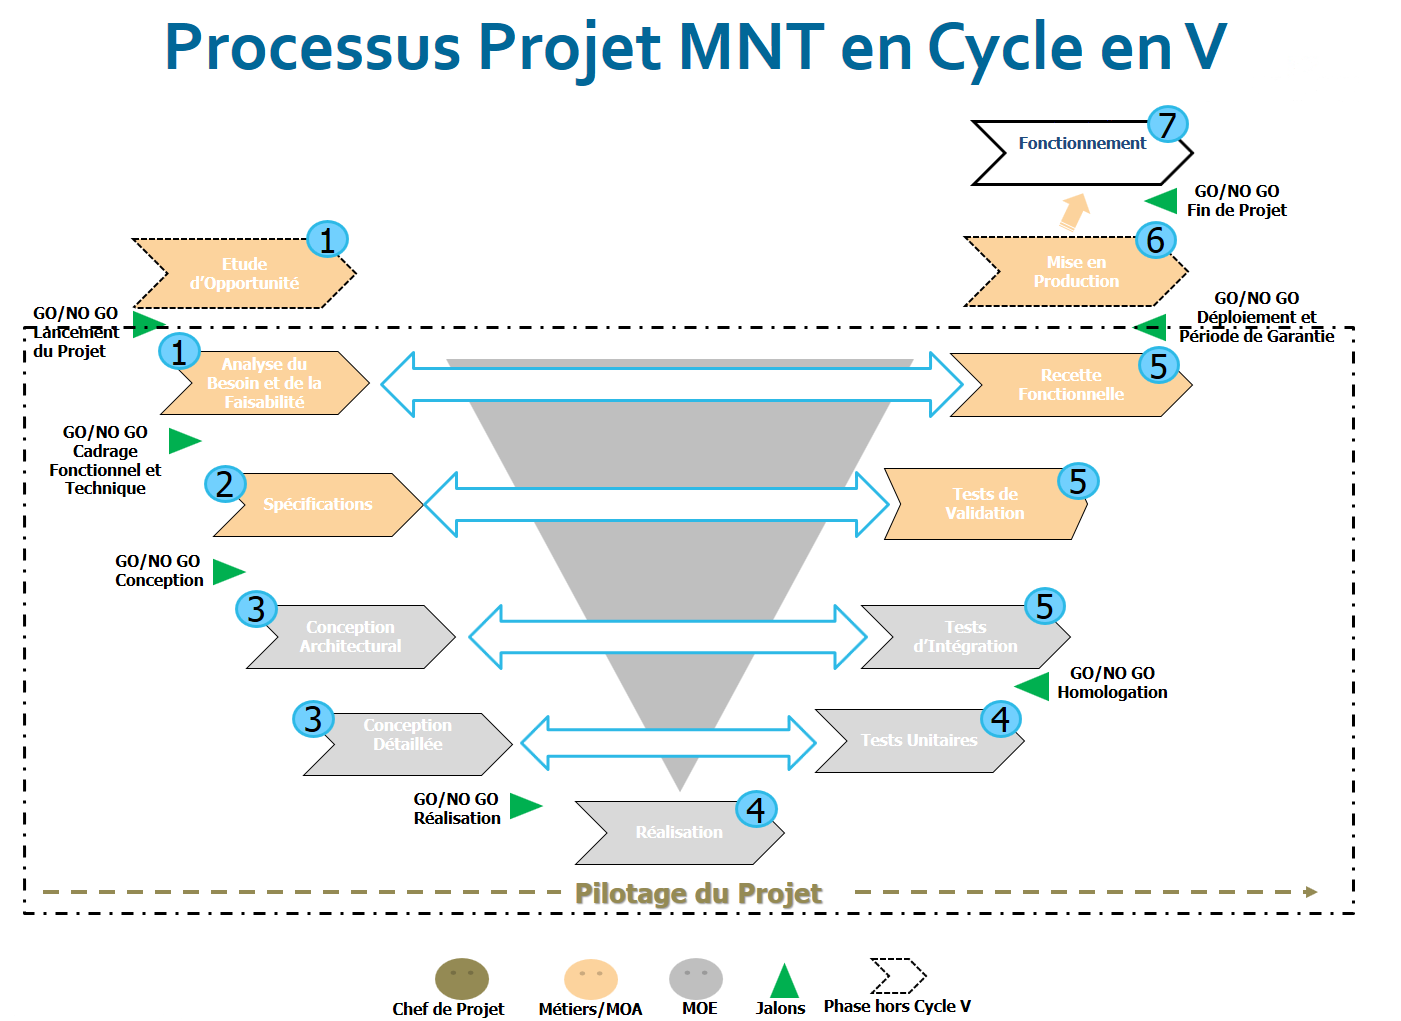 Processus Projet MNT en Cycle en V
7
Fonctionnement
GO/NO GO
Fin de Projet
1
Etude
d'Opportunité
6
Mise en
Production
GO/NO GO
Lancement
du Projet
GO/NO GO
Déploiement et
Période de Garantie
1
Analyse du
Besoin et de la
Faisabilité
5
Recette
Fonctionnelle
GO/NO GO
Cadrage
Fonctionnel et
Technique
2
Spécifications
5
Tests de
Validation
GO/NO GO
Conception
3
Conception
Architectural
5
Tests
d'Intégration
GO/NO GO
Homologation
3
Conception
Détaillée
4
Tests Unitaires
GO/NO GO
Réalisation
4
Réalisation
Pilotage du Projet
Chef de Projet
Métiers/MOA
MOE
Jalons
Phase hors Cycle V